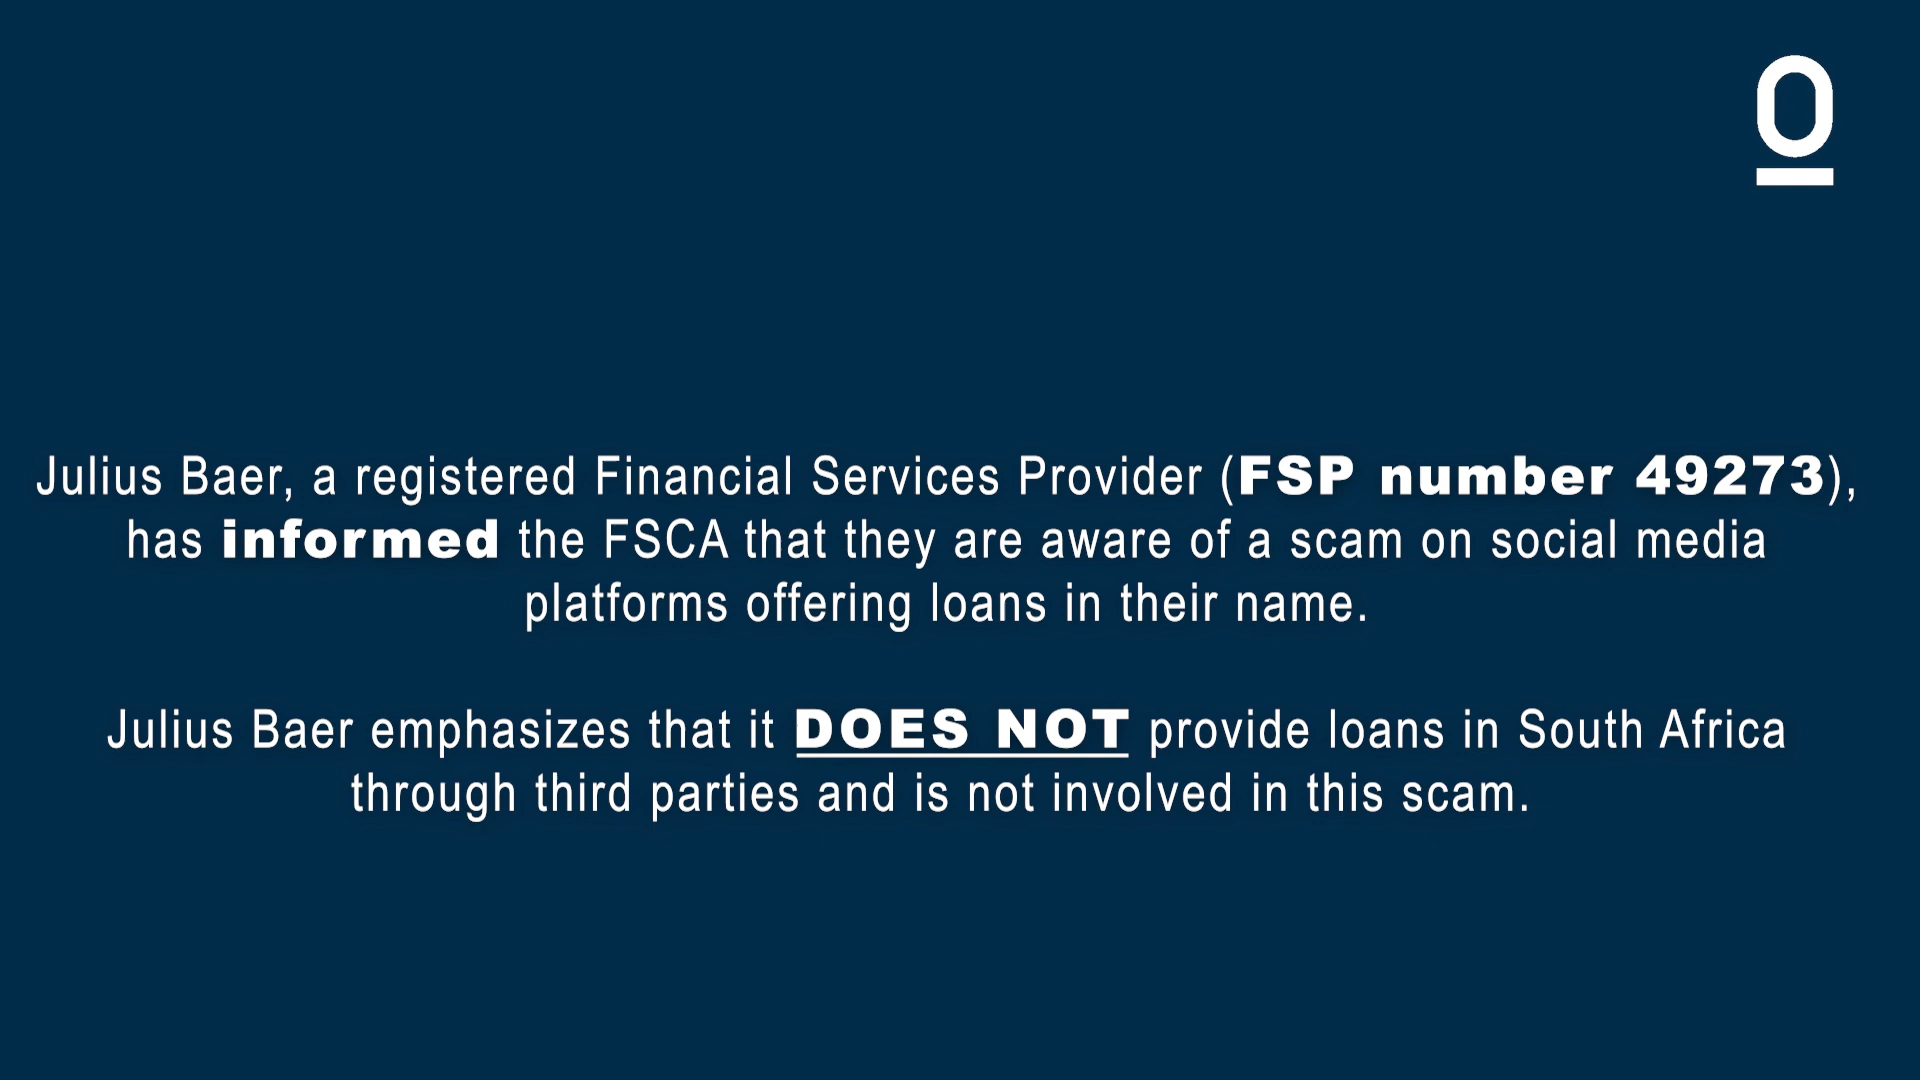 Julius Baer, a registered Financial Services Provider (FSP number 49273),
has informed the FSCA that they are aware of a scam on social media
platforms offering loans in their name.
Julius Baer emphasizes that it DOES NOT provide loans in South Africa
through third parties and is not involved in this scam.